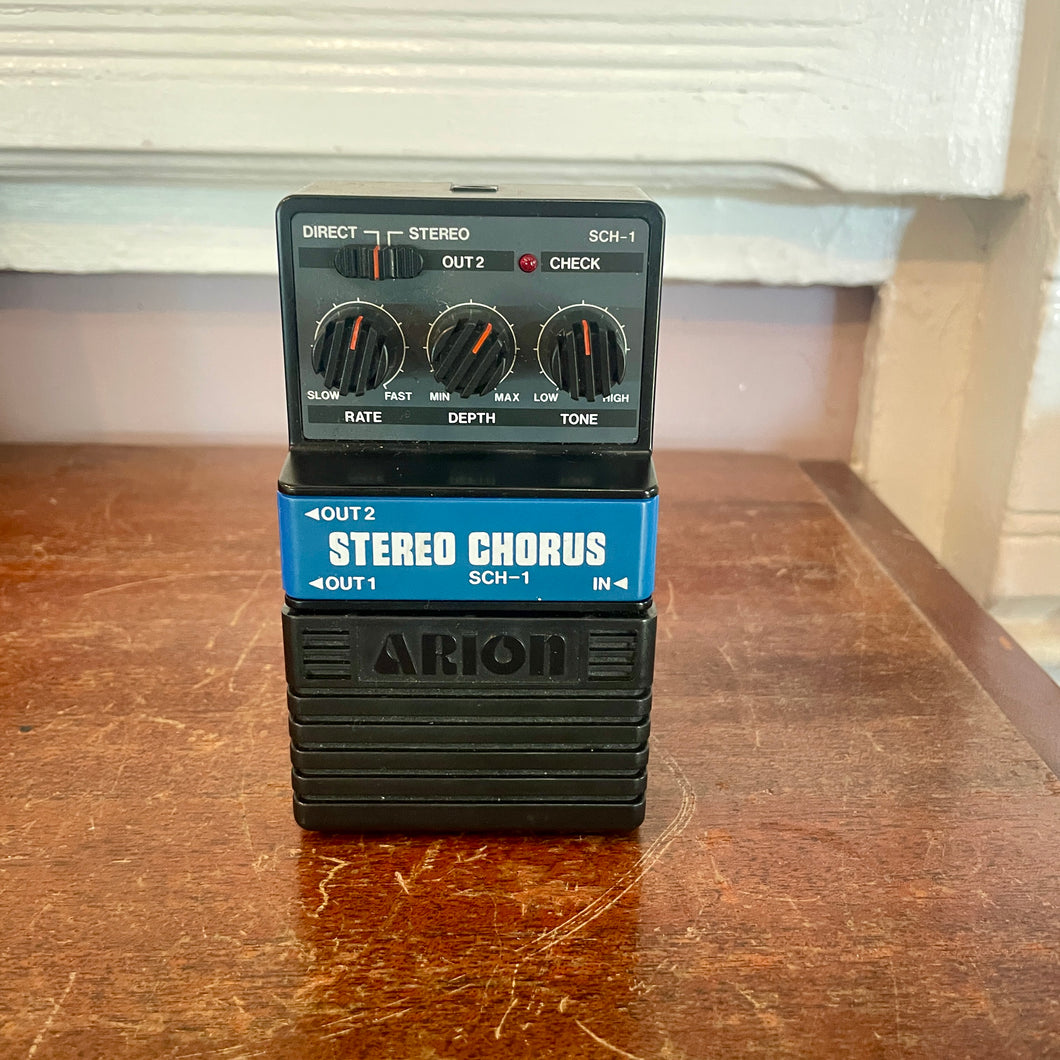 DIRECT STEREO SCH-1
OUT 2 CHECK
SLOW FAST MIN MAX LOW HIGH
RATE DEPTH TONE
◀OUT 2
STEREO CHORUS
◀OUT 1 SCH-1 IN◀
ARION